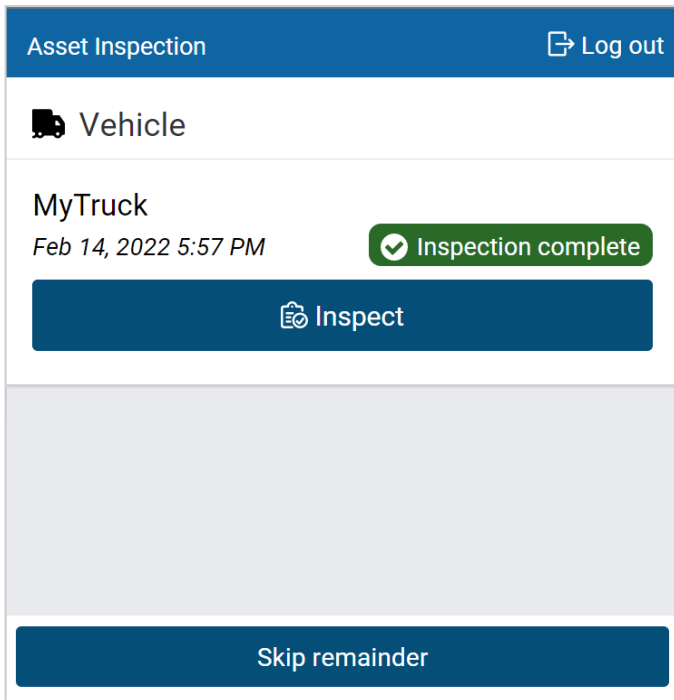 Asset Inspection
Log out
Vehicle
MyTruck
Feb 14, 2022 5:57 PM
Inspection complete
Inspect
Skip remainder